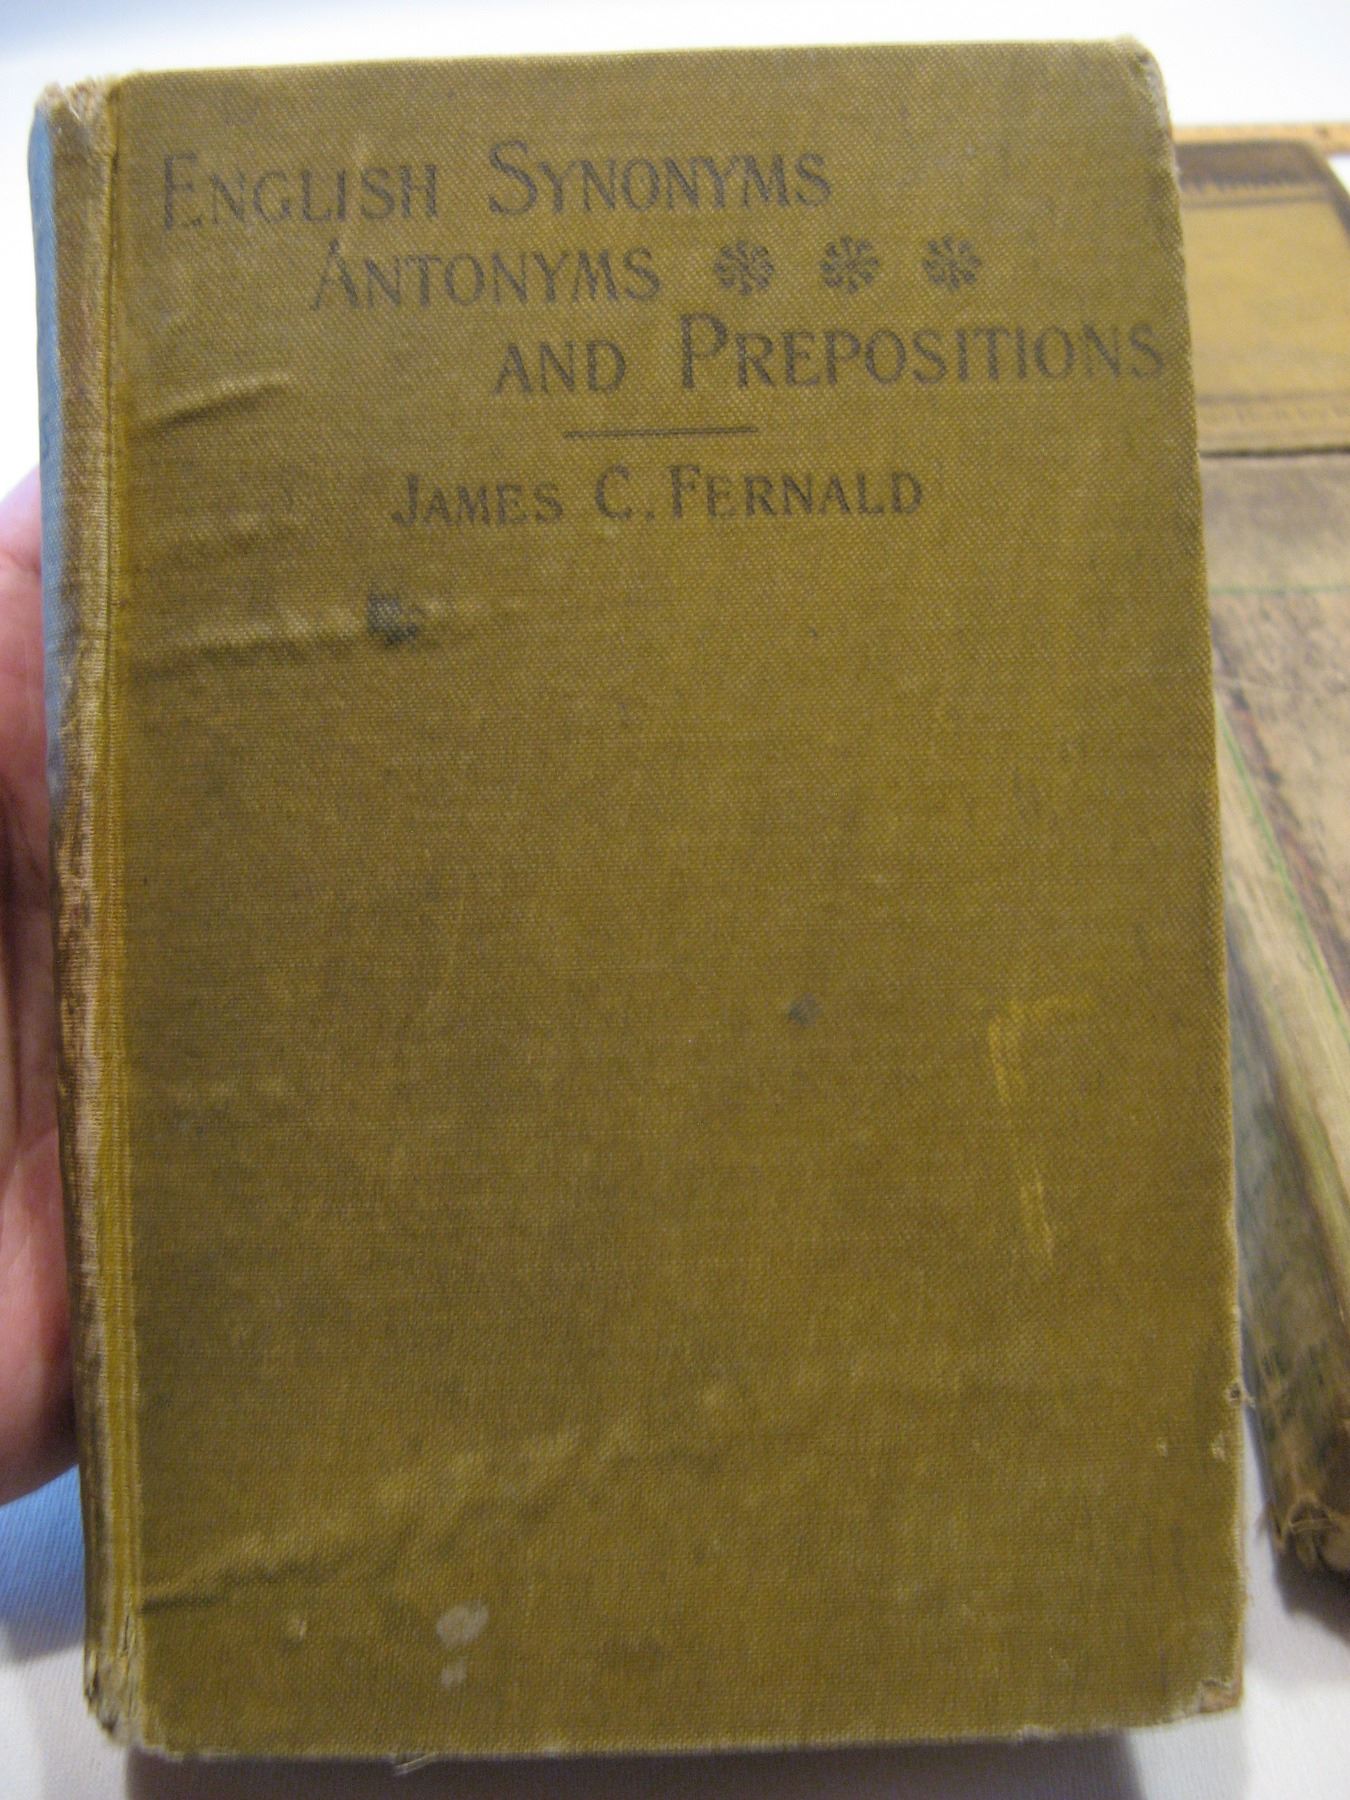 ENGLISH SYNONYMS
ANTONYMS
AND PREPOSITIONS
JAMES C. FERNALD